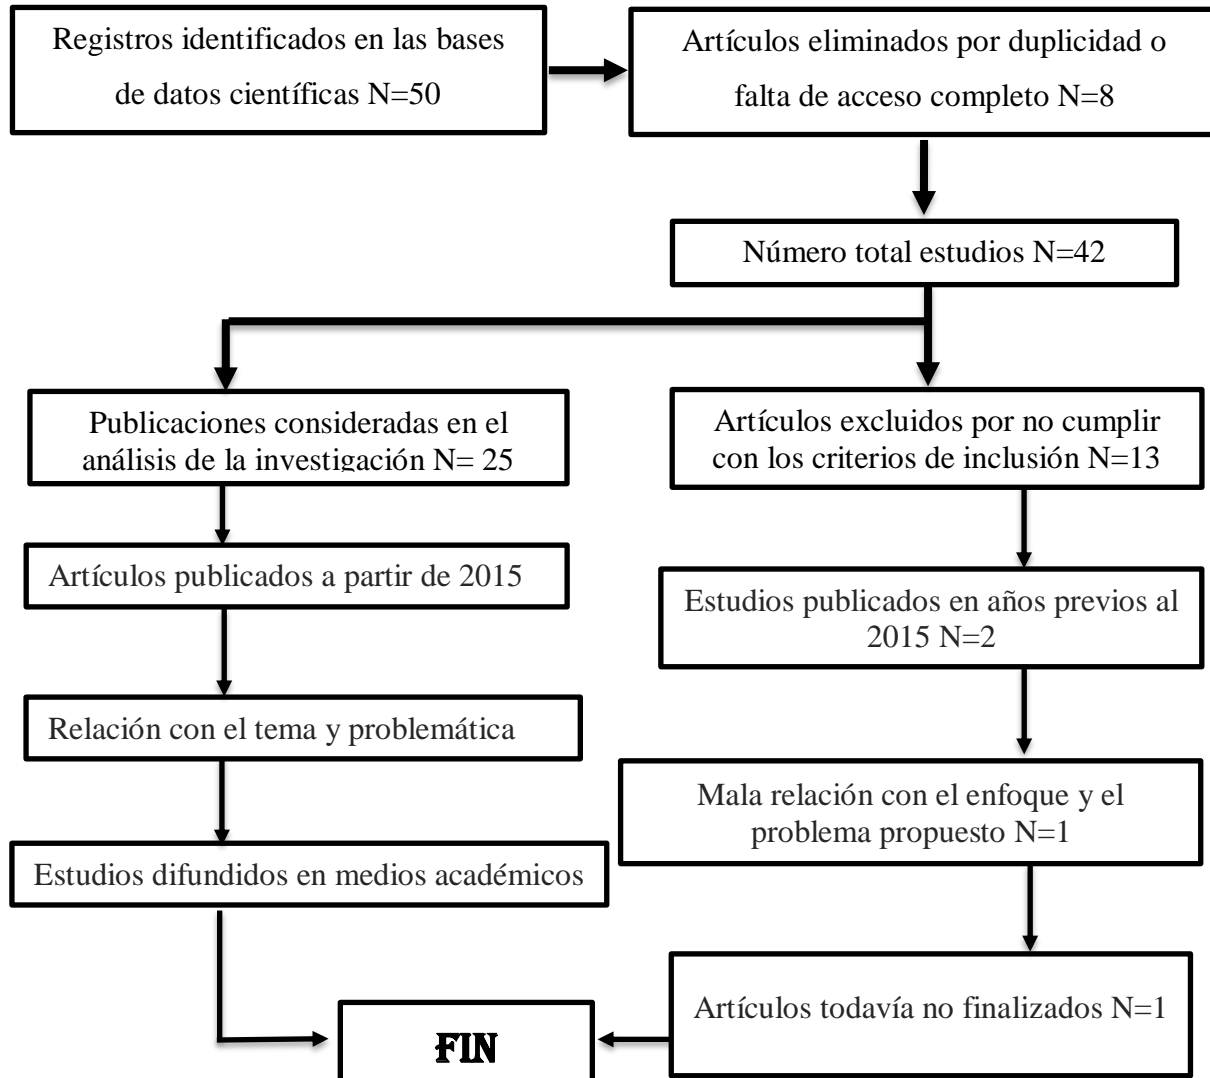 Registros identificados en las bases
de datos científicas N=50
Artículos eliminados por duplicidad o
falta de acceso completo N=8
Número total estudios N=42
Publicaciones consideradas en el
análisis de la investigación N= 25
Artículos excluidos por no cumplir
con los criterios de inclusión N=13
Artículos publicados a partir de 2015
Estudios publicados en años previos al
2015 N=2
Relación con el tema y problemática
Mala relación con el enfoque y el
problema propuesto N=1
Estudios difundidos en medios académicos
Artículos todavía no finalizados N=1
FIN